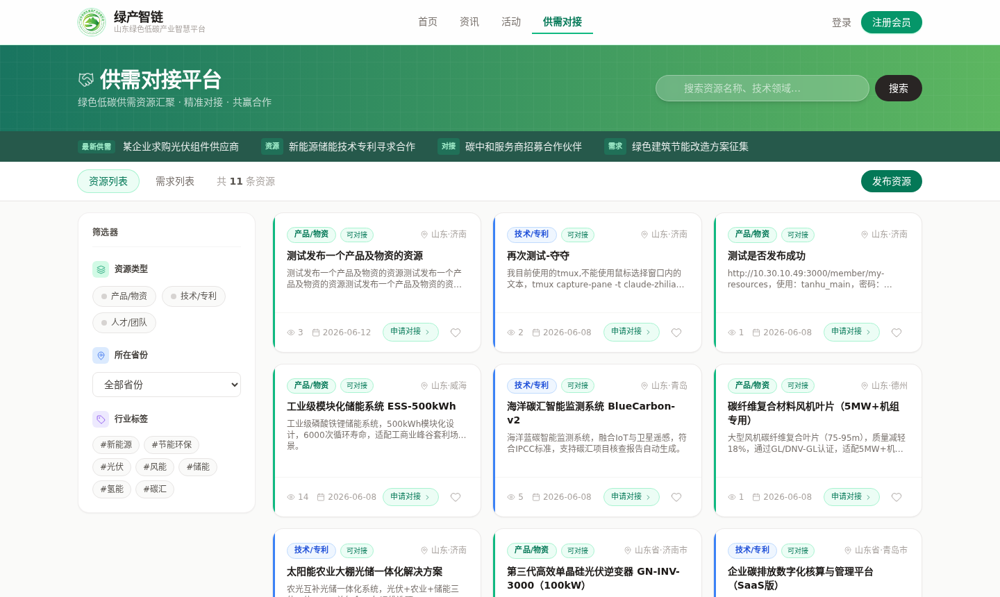 绿产智链
山东绿色低碳产业智慧平台
首页 资讯 活动 供需对接
登录 注册会员
供需对接平台
绿色低碳供需资源汇聚 · 精准对接 · 共赢合作
搜索资源名称、技术领域... 搜索
最新供需 某企业求购光伏组件供应商 资源 新能源储能技术专利寻求合作 对接 碳中和服务商招募合作伙伴 需求 绿色建筑节能改造方案征集
资源列表 需求列表 共 11 条资源 发布资源
筛选器
资源类型
产品/物资 技术/专利
人才/团队
所在省份
全部省份
行业标签
#新能源 #节能环保
#光伏 #风能 #储能
#氢能 #碳汇
产品/物资 可对接 山东·济南
测试发布一个产品及物资的资源
测试发布一个产品及物资的资源测试发布一个产
品及物资的资源测试发布一个产品及物资的资...
3 2026-06-12 申请对接
技术/专利 可对接 山东·济南
再次测试-夺夺
我目前使用的tmux,不能使用鼠标选择窗口内的
文本，tmux capture-pane -t claude-zhilia...
2 2026-06-08 申请对接
产品/物资 可对接 山东·济南
测试是否发布成功
http://10.30.10.49:3000/member/my-
resources，使用：tanhu_main，密码：...
1 2026-06-08 申请对接
产品/物资 可对接 山东·威海
工业级模块化储能系统 ESS-500kWh
工业级磷酸铁锂储能系统，500kWh模块化设
计，6000次循环寿命，适配工商业峰谷套利场...
景。
14 2026-06-08 申请对接
技术/专利 可对接 山东·青岛
海洋碳汇智能监测系统 BlueCarbon-
v2
海洋蓝碳智能监测系统，融合IoT与卫星遥感，符
合IPCC标准，支持碳汇项目核查报告自动生成。
5 2026-06-08 申请对接
产品/物资 可对接 山东·德州
碳纤维复合材料风机叶片（5MW+机组
专用）
大型风机碳纤维复合叶片（75-95m），质量减轻
18%，通过GL/DNV-GL认证，适配5MW+机...
1 2026-06-08 申请对接
技术/专利 可对接 山东·济南
太阳能农业大棚光储一体化解决方案
农光互补光储一体化系统，光伏+农业+储能三
产品/物资 可对接 山东省·济南市
第三代高效单晶硅光伏逆变器 GN-INV-
3000（100kW）
技术/专利 可对接 山东省·青岛市
企业碳排放数字化核算与管理平台
（SaaS版）